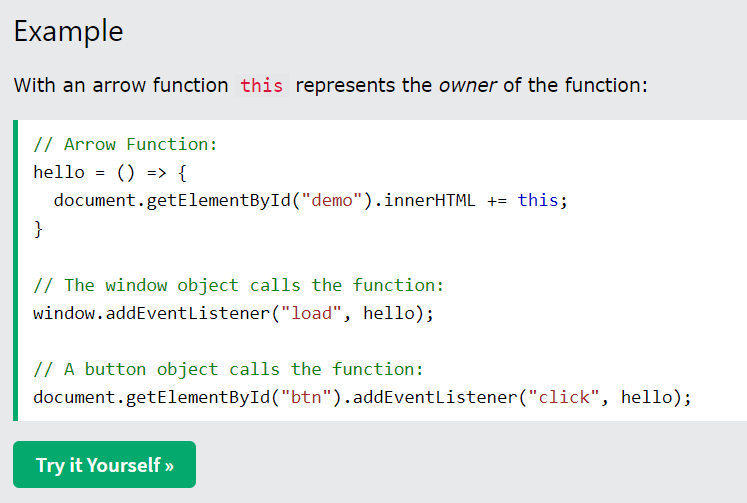 Example
With an arrow function this represents the owner of the function:
// Arrow Function:
hello = () => {
  document.getElementById("demo").innerHTML += this;
}
// The window object calls the function:
window.addEventListener("load", hello);
// A button object calls the function:
document.getElementById("btn").addEventListener("click", hello);
Try it Yourself »